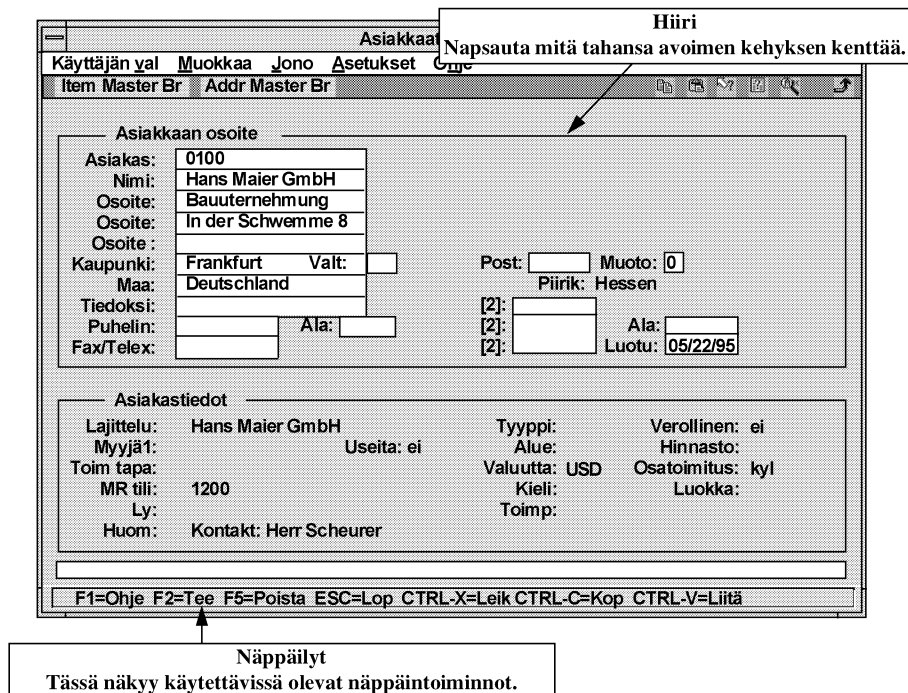 Hiiri
Napsauta mitä tahansa avoimen kehyksen kenttää.
Asiakkaat
Käyttäjän val Muokkaa Jono Asetukset Ohje
Item Master Br Addr Master Br
Asiakkaan osoite
Asiakas: 0100
Nimi: Hans Maier GmbH
Osoite: Bauuternehmung
Osoite: In der Schwemme 8
Osoite :
Kaupunki: Frankfurt Valt: Post: Muoto: 0
Maa: Deutschland Piirik: Hessen
Tiedoksi: [2]:
Puhelin: Ala: [2]: Ala:
Fax/Telex: [2]: Luotu: 05/22/95
Asiakastiedot
Lajittelu: Hans Maier GmbH Tyyppi: Verollinen: ei
Myyjä1: Useita: ei Alue: Hinnasto:
Toim tapa: Valuutta: USD Osatoimitus: kyl
MR tili: 1200 Kieli: Luokka:
Ly: Toimp:
Huom: Kontakt: Herr Scheurer
F1=Ohje F2=Tee F5=Poista ESC=Lop CTRL-X=Leik CTRL-C=Kop CTRL-V=Liitä
Näppäilyt
Tässä näkyy käytettävissä olevat näppäintoiminnot.